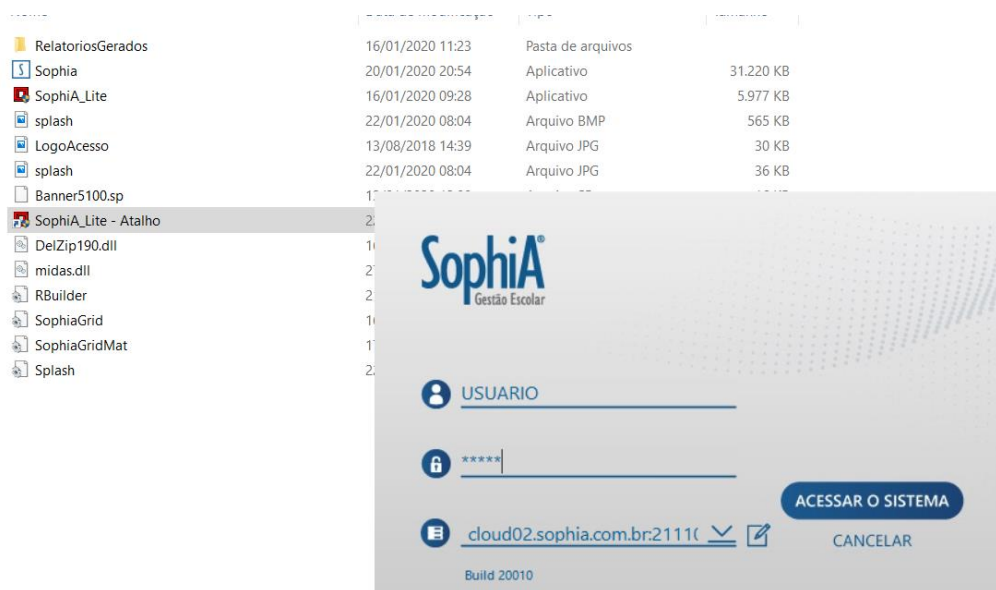 RelatoriosGerados 16/01/2020 11:23 Pasta de arquivos
Sophia 20/01/2020 20:54 Aplicativo 31.220 KB
SophiA_Lite 16/01/2020 09:28 Aplicativo 5.977 KB
splash 22/01/2020 08:04 Arquivo BMP 565 KB
LogoAcesso 13/08/2018 14:39 Arquivo JPG 30 KB
splash 22/01/2020 08:04 Arquivo JPG 36 KB
Banner5100.sp
SophiA_Lite - Atalho
DelZip190.dll
midas.dll
RBuilder
SophiaGrid
SophiaGridMat
Splash
SophiA®
Gestão Escolar
USUARIO
*****
cloud02.sophia.com.br:2111(
ACESSAR O SISTEMA
CANCELAR
Build 20010